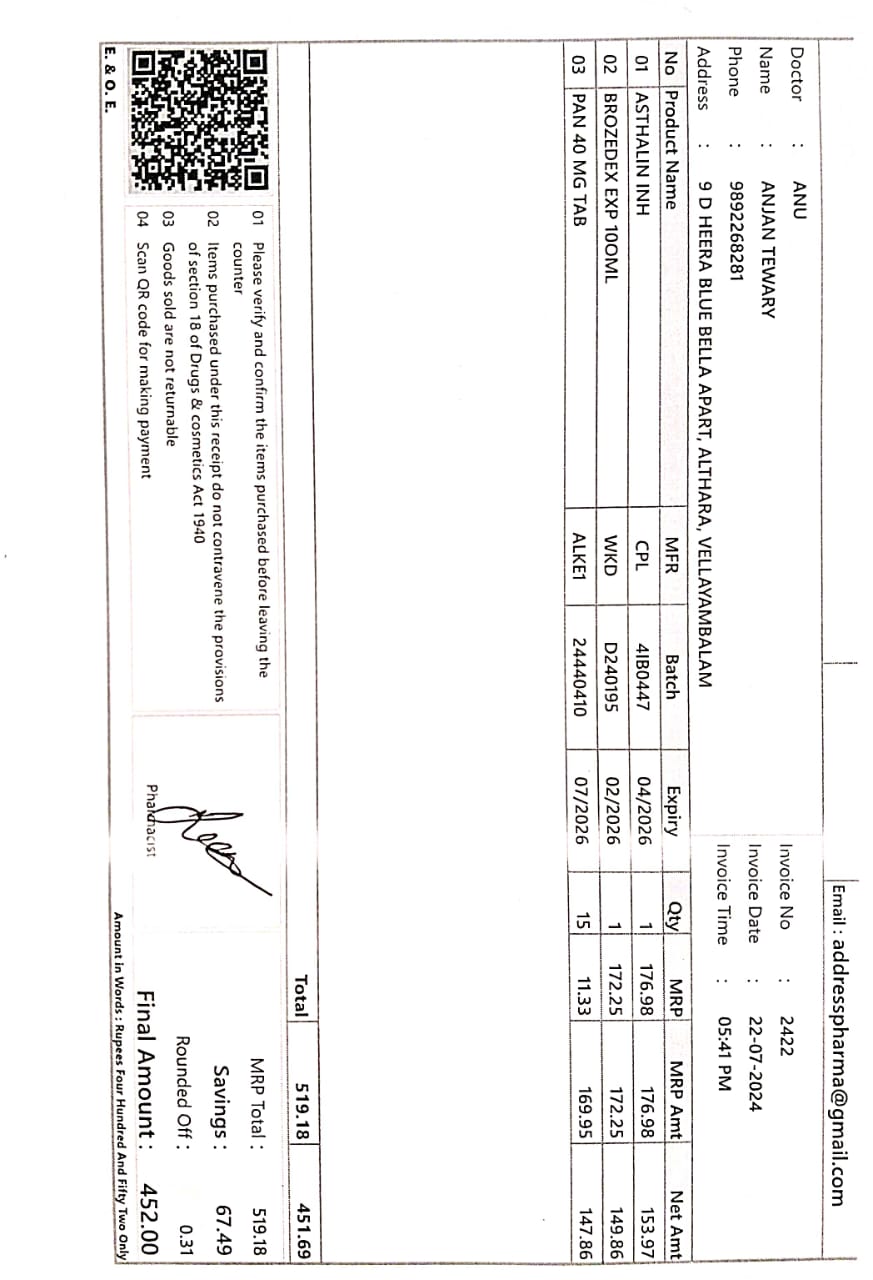 Email : addresspharma@gmail.com
Doctor : ANU
Name : ANJAN TEWARY
Phone : 9892268281
Address : 9 D HEERA BLUE BELLA APART, ALTHARA, VELLAYAMBALAM
Invoice No : 2422
Invoice Date : 22-07-2024
Invoice Time : 05:41 PM
No Product Name MFR Batch Expiry Qty MRP MRP Amt Net Amt
01 ASTHALIN INH CPL 4IB0447 04/2026 1 176.98 176.98 153.97
02 BROZEDEX EXP 100ML WKD D240195 02/2026 1 172.25 172.25 149.86
03 PAN 40 MG TAB ALKE1 24440410 07/2026 15 11.33 169.95 147.86
Total 519.18 451.69
01 Please verify and confirm the items purchased before leaving the
counter
02 Items purchased under this receipt do not contravene the provisions
of section 18 of Drugs & cosmetics Act 1940
03 Goods sold are not returnable
04 Scan QR code for making payment
Pharmacist
MRP Total : 519.18
Savings : 67.49
Rounded Off : 0.31
Final Amount : 452.00
Amount in Words : Rupees Four Hundred And Fifty Two Only
E. & O. E.